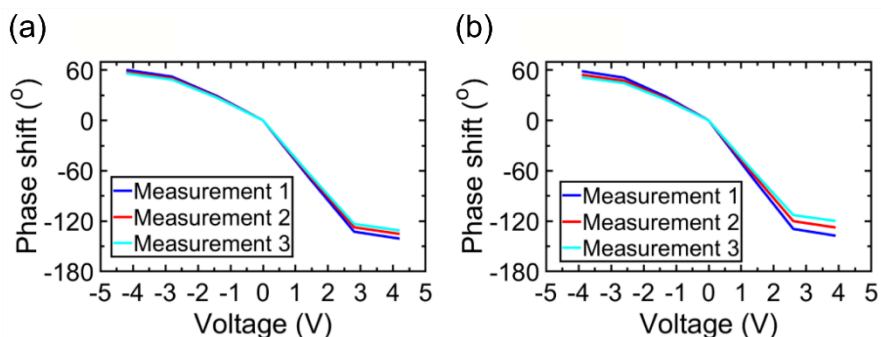 (a)
Phase shift (°)
60
0
-60
-120
-180
Measurement 1
Measurement 2
Measurement 3
-5 -4 -3 -2 -1 0 1 2 3 4 5
Voltage (V)
(b)
Phase shift (°)
60
0
-60
-120
-180
Measurement 1
Measurement 2
Measurement 3
-5 -4 -3 -2 -1 0 1 2 3 4 5
Voltage (V)